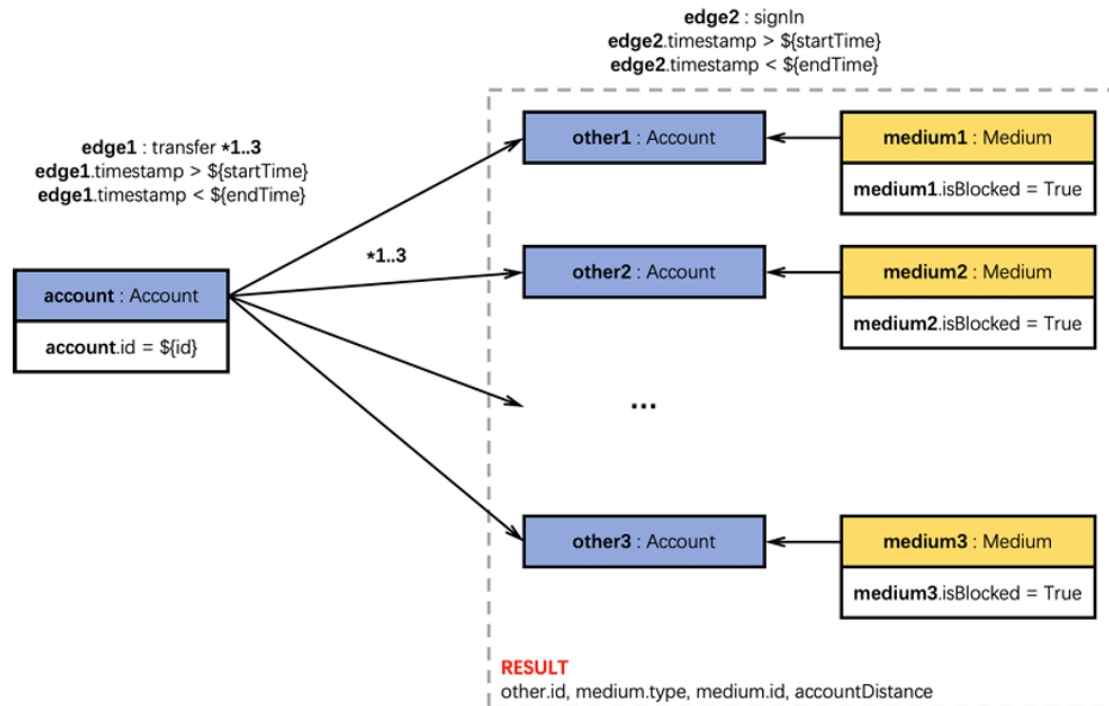 edge2 : signIn
edge2.timestamp > ${startTime}
edge2.timestamp < ${endTime}
edge1 : transfer *1..3
edge1.timestamp > ${startTime}
edge1.timestamp < ${endTime}
*1..3
account : Account
account.id = ${id}
other1 : Account
medium1 : Medium
medium1.isBlocked = True
other2 : Account
medium2 : Medium
medium2.isBlocked = True
...
other3 : Account
medium3 : Medium
medium3.isBlocked = True
RESULT
other.id, medium.type, medium.id, accountDistance